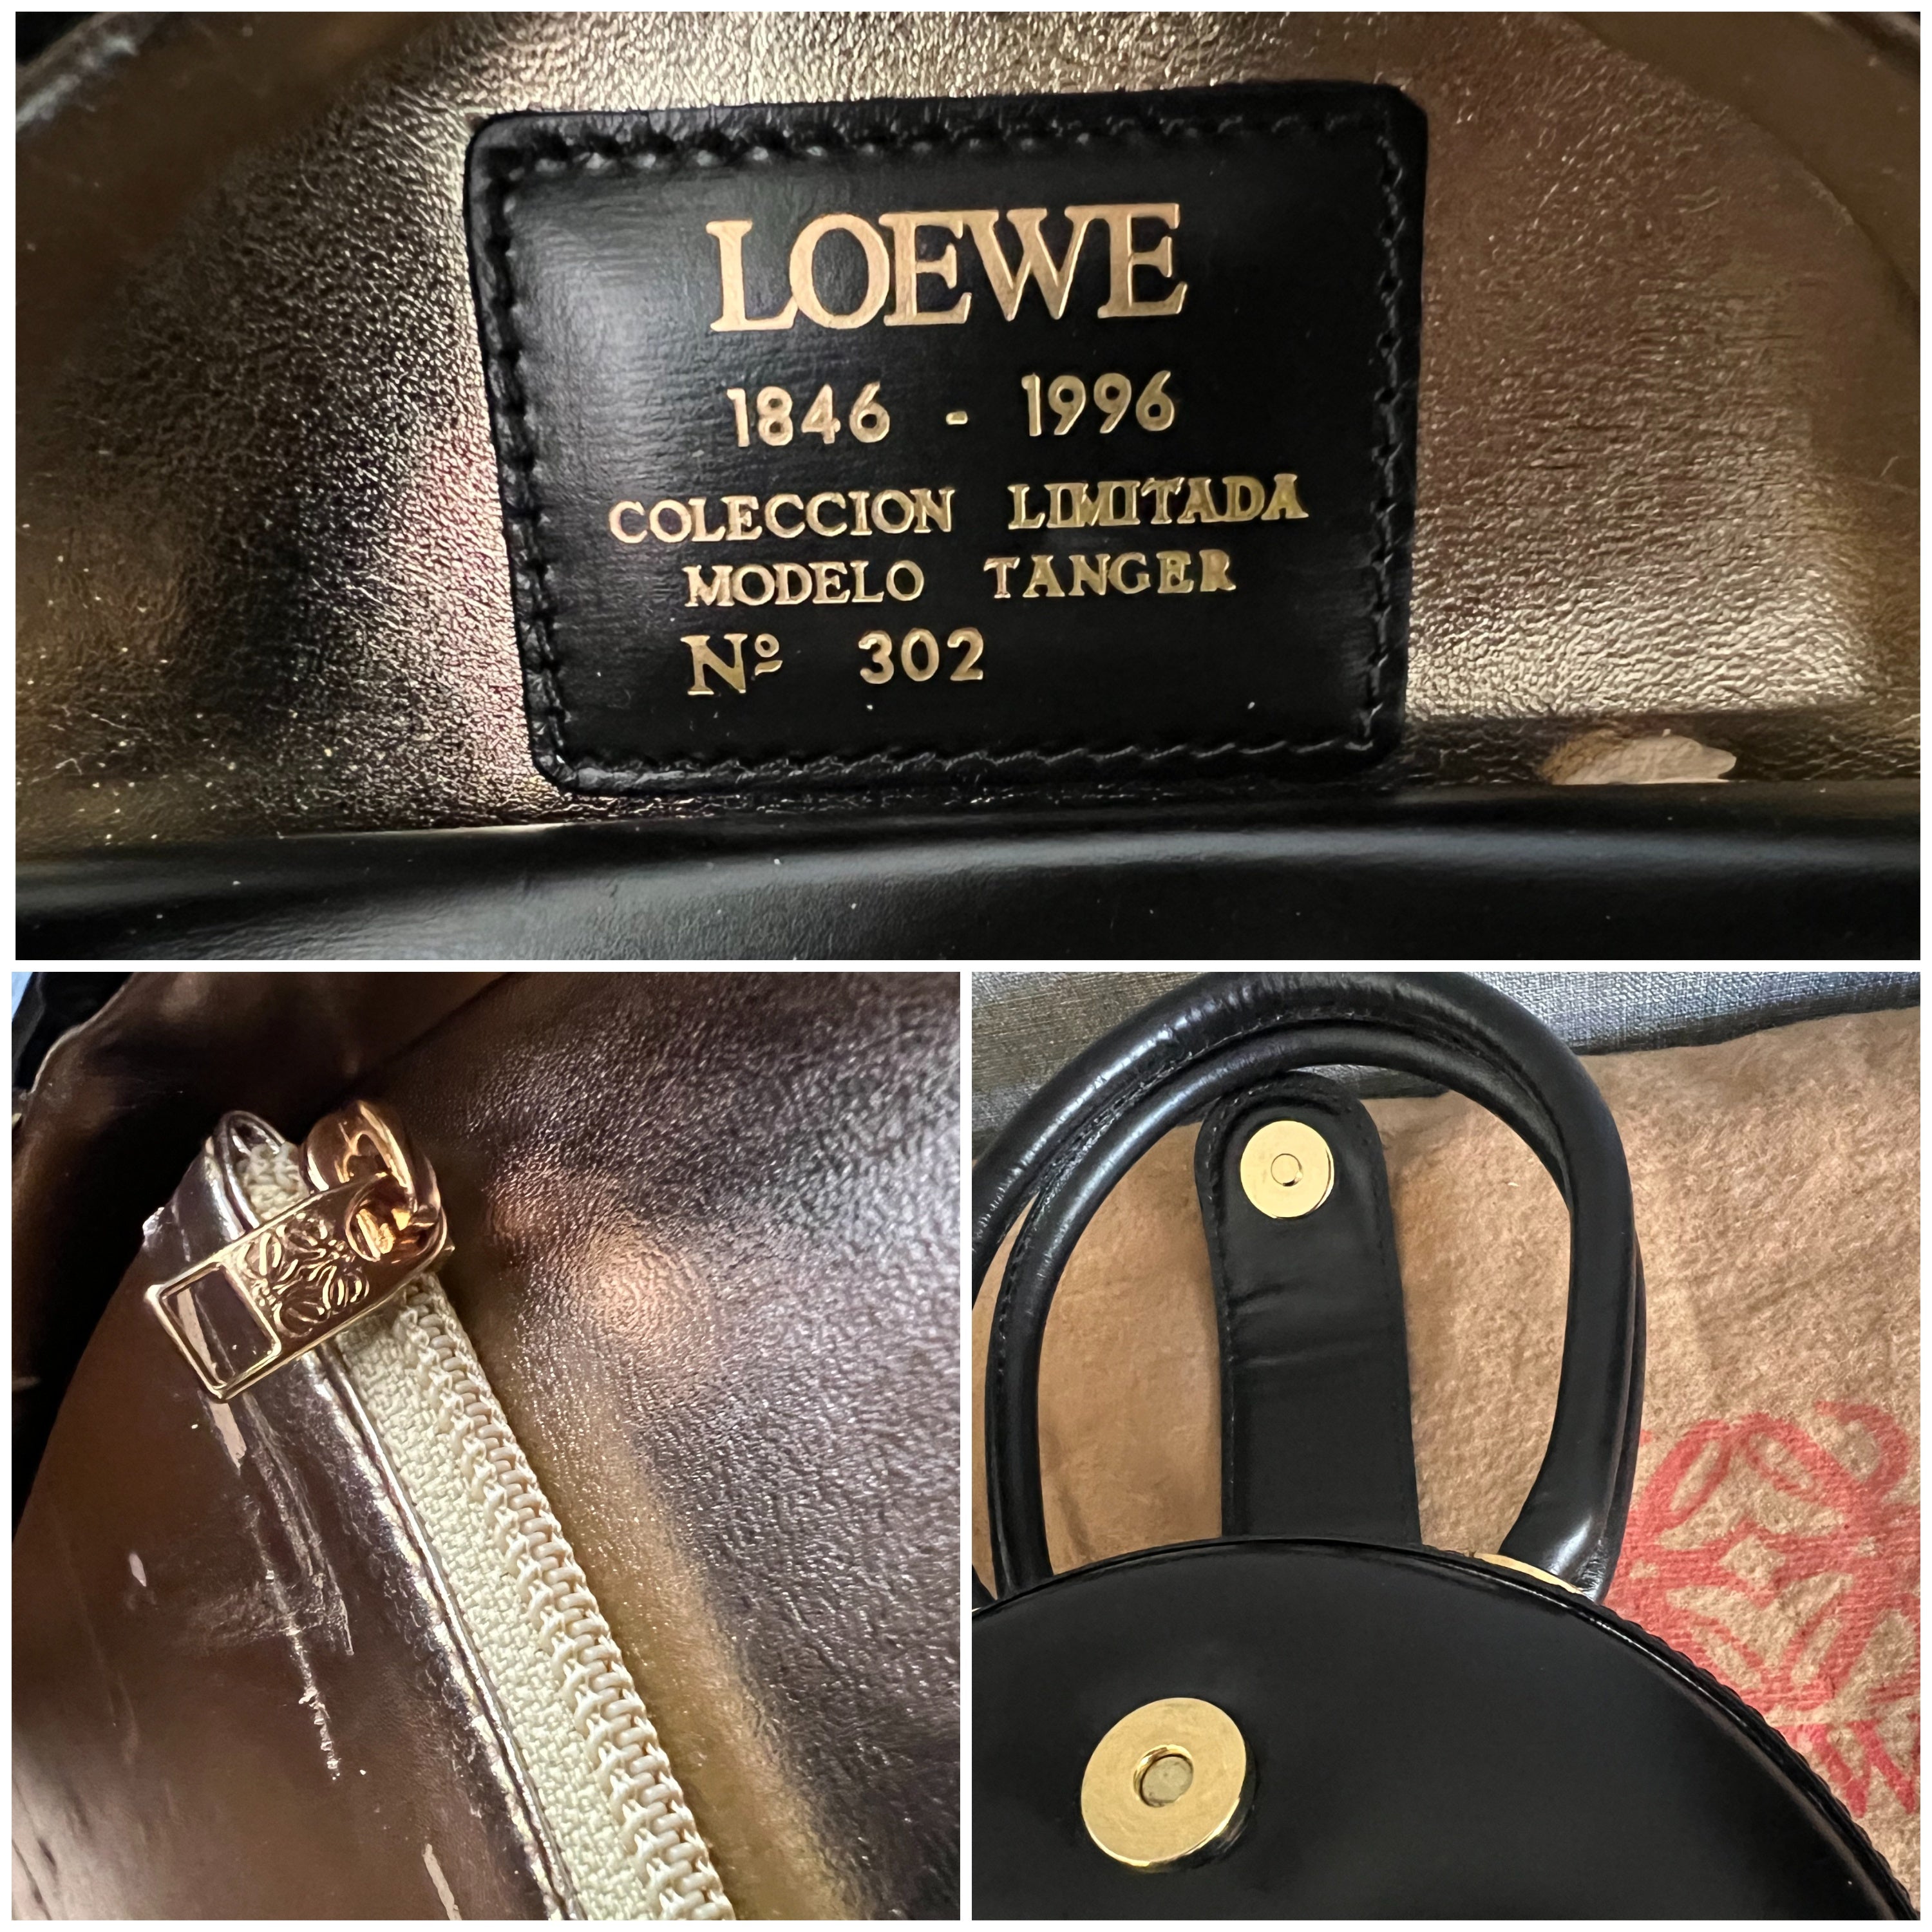 LOEWE
1846 - 1996
COLECCION LIMITADA
MODELO TANGER
Nº 302